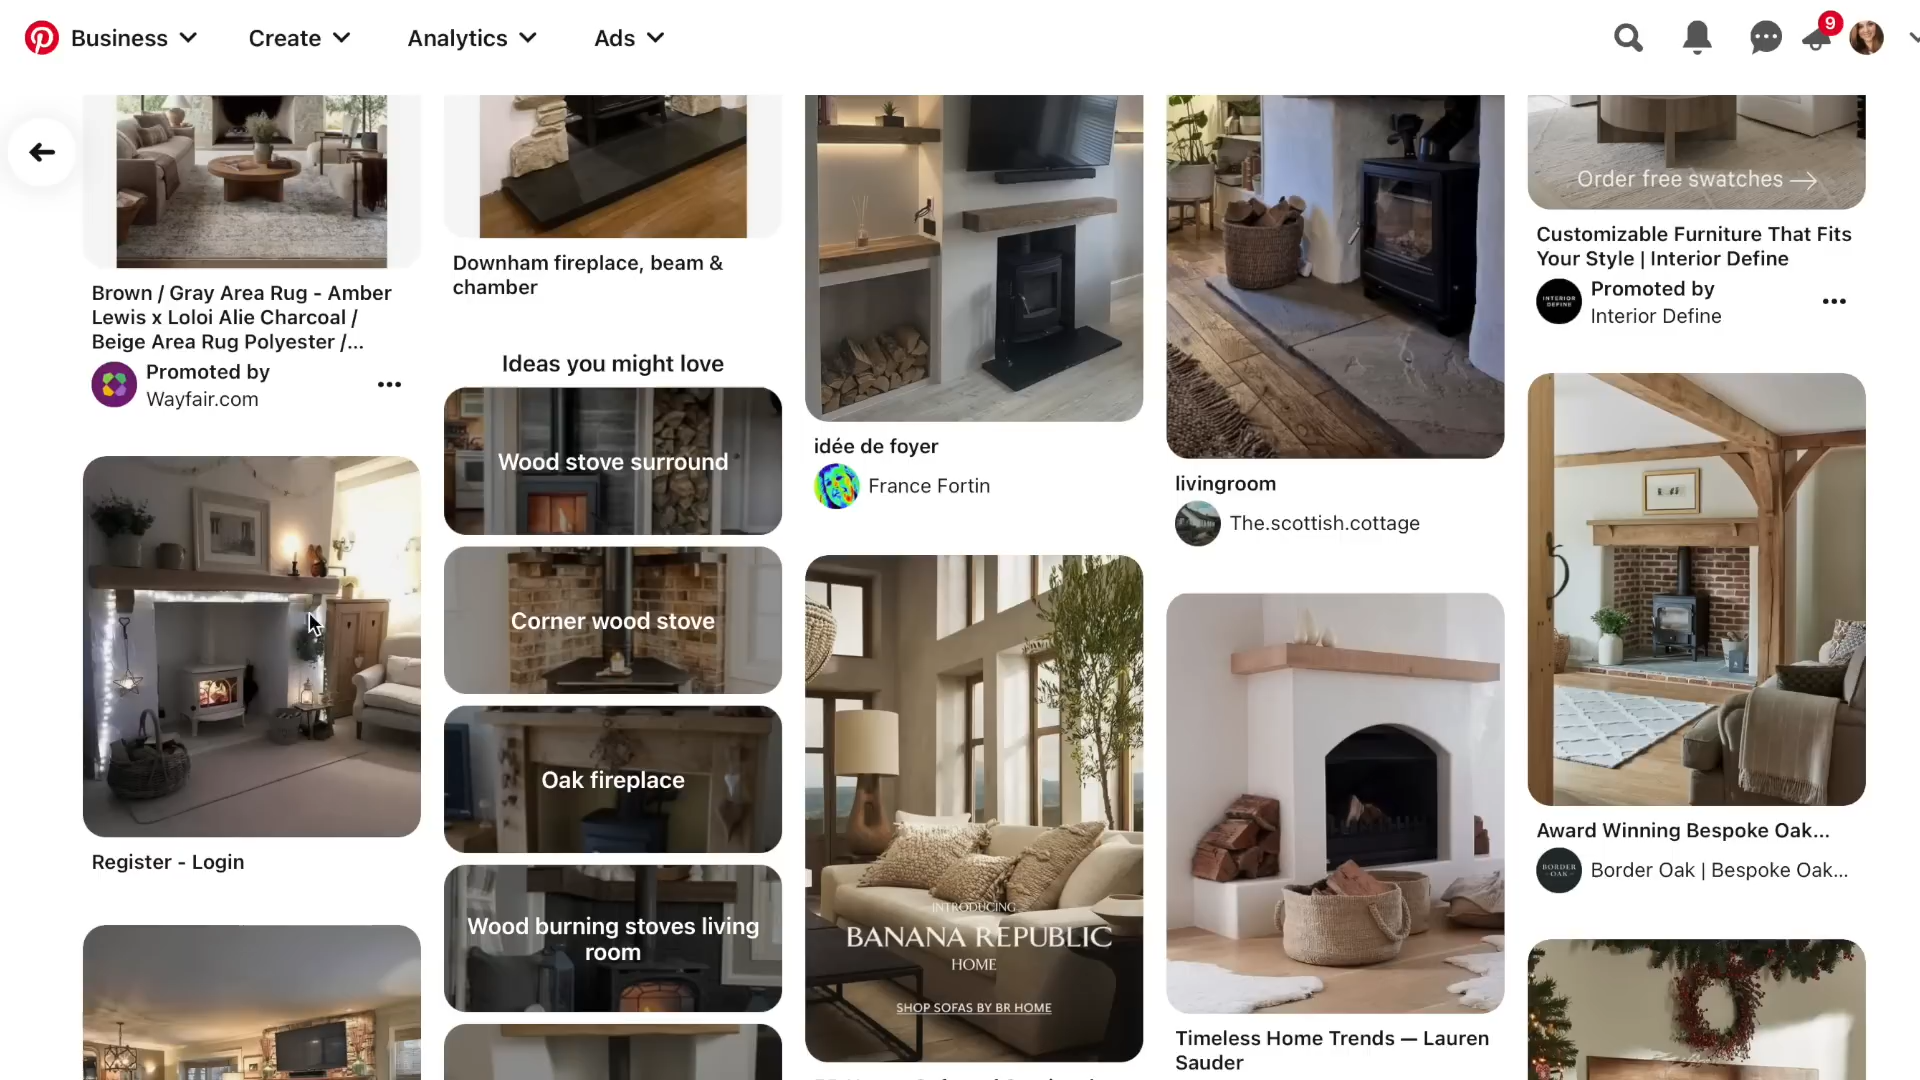 Business
Create
Analytics
Ads
9
Brown / Gray Area Rug - Amber
Lewis x Loloi Alie Charcoal /
Beige Area Rug Polyester /...
Promoted by
Wayfair.com
Register - Login
Downham fireplace, beam &
chamber
Ideas you might love
Wood stove surround
Corner wood stove
Oak fireplace
Wood burning stoves living
room
idée de foyer
France Fortin
INTRODUCING
BANANA REPUBLIC
HOME
SHOP SOFAS BY BR HOME
livingroom
The.scottish.cottage
Timeless Home Trends — Lauren
Sauder
Order free swatches →
Customizable Furniture That Fits
Your Style | Interior Define
INTERIOR
DEFINE
Promoted by
Interior Define
Award Winning Bespoke Oak...
BORDER
OAK
Border Oak | Bespoke Oak...